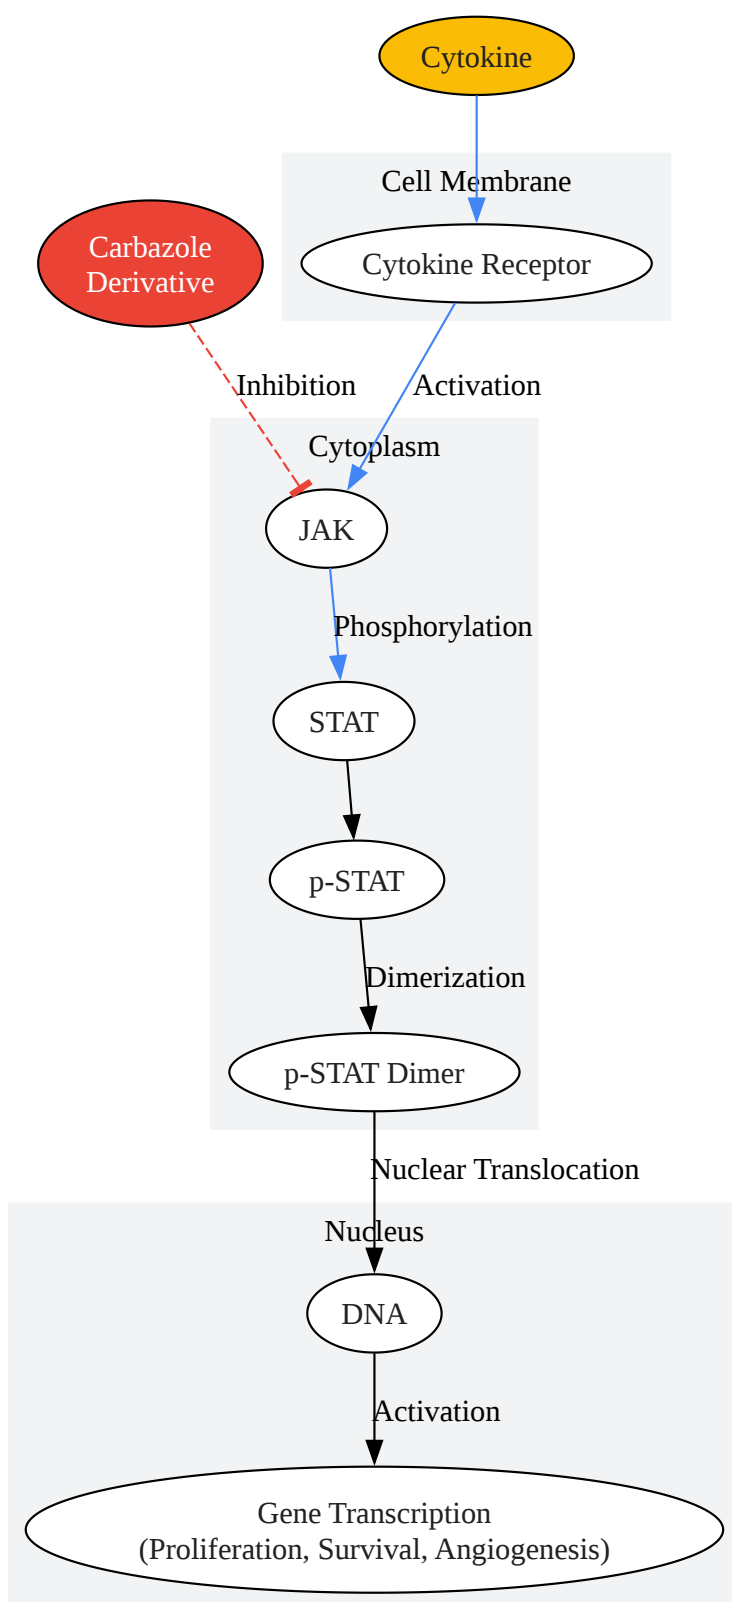 Cytokine
Cell Membrane
Carbazole
Derivative
Cytokine Receptor
Inhibition
Activation
Cytoplasm
JAK
Phosphorylation
STAT
p-STAT
Dimerization
p-STAT Dimer
Nuclear Translocation
Nucleus
DNA
Activation
Gene Transcription
(Proliferation, Survival, Angiogenesis)